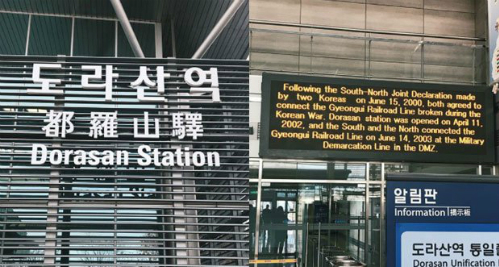 도라산역
都羅山驛
Dorasan Station
Following the South-North Joint Declaration made
by two Koreas on June 15, 2000, both agreed to
connect the Gyeongui Railroad Line broken during the
Korean War, Dorasan station was opened on April 11,
2002, and the South and the North connected the
Gyeongui Railroad Line on June 14, 2003 at the Military
Demarcation Line in the DMZ.
알림판
Information | 揭示板
도라산역 통일
Dorasan Unification